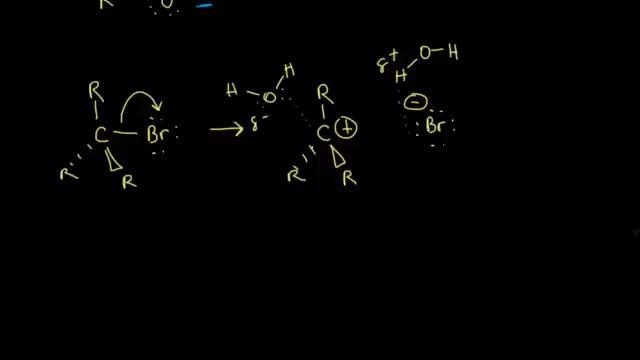 R O
δ+ O-H
H
H
R H-O R
δ-
C-Br → C+ Br-
R R R R